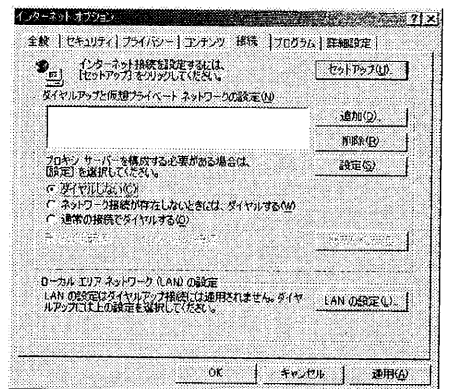 インターネット オプション
全般 セキュリティ プライバシー コンテンツ 接続 プログラム 詳細設定
インターネット接続を設定するには、
[セットアップ] をクリックしてください。
セットアップ(U)...
ダイヤルアップと仮想プライベート ネットワークの設定(N)
追加(D)...
削除(R)
設定(S)
プロキシ サーバーを構成する必要がある場合は、
[設定] を選択してください。
ダイヤルしない(C)
ネットワーク接続が存在しないときには、ダイヤルする(W)
通常の接続でダイヤルする(O)
ローカル エリア ネットワーク (LAN) の設定
LAN の設定はダイヤルアップ接続には適用されません。ダイヤ
ルアップには上の設定を選択してください。
LAN の設定(L)...
OK キャンセル 適用(A)